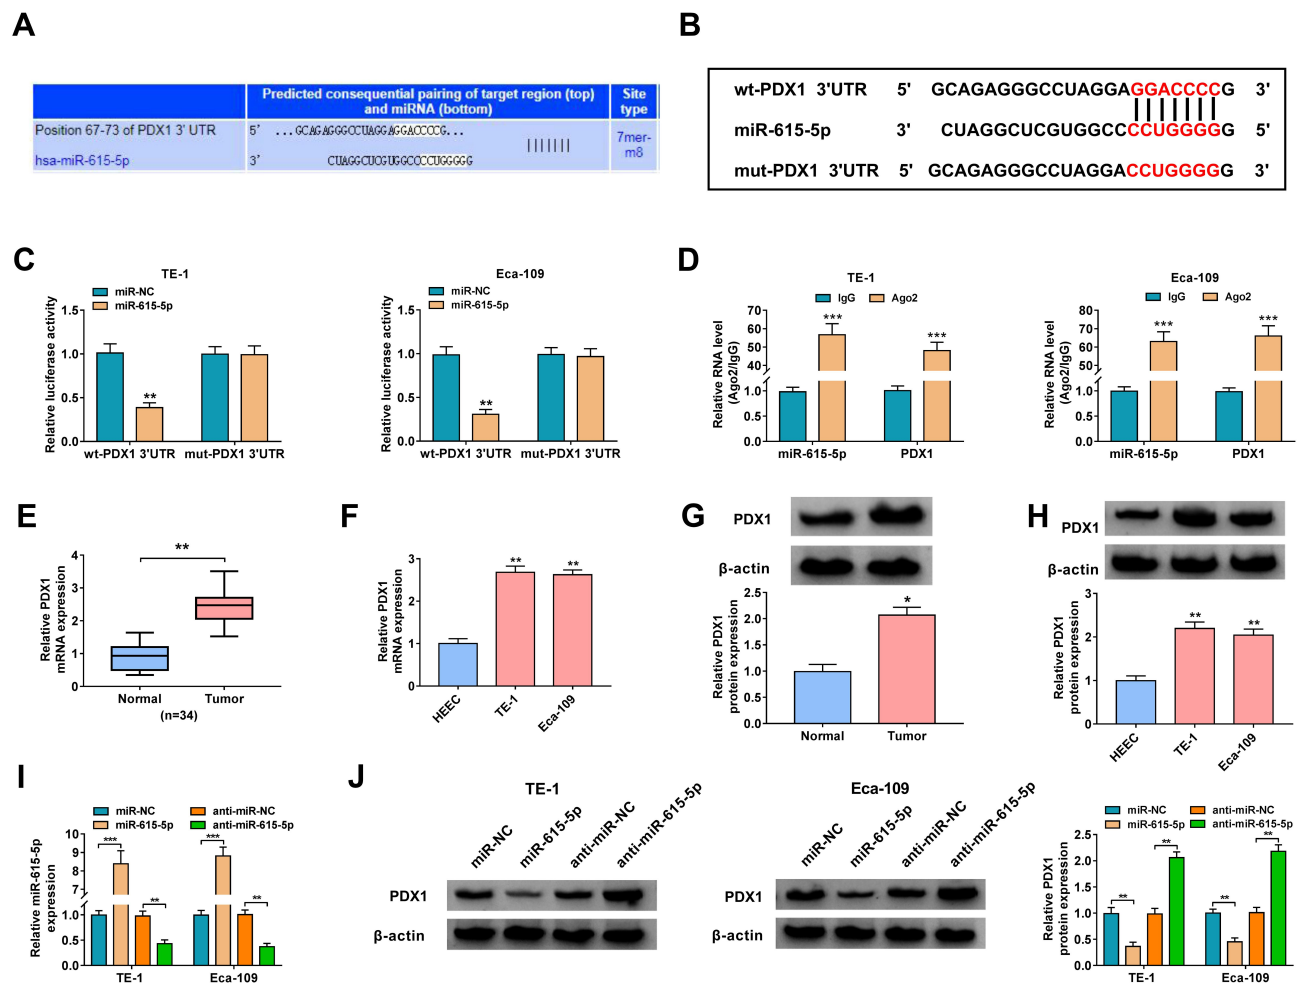 A
Predicted consequential pairing of target region (top) and miRNA (bottom)
Site type
Position 67-73 of PDX1 3' UTR
5' ...GCAGAGGGCCUAGGAGGACCCCG...
hsa-miR-615-5p
3' CUAGGCUCGUGGCCCCUGGGGG
7mer-m8
B
wt-PDX1 3'UTR 5' GCAGAGGGCCUAGGAGGACCCCG 3'
miR-615-5p 3' CUAGGCUCGUGGCCCCUGGGGG 5'
mut-PDX1 3'UTR 5' GCAGAGGGCCUAGGACCUGGGGG 3'
C
TE-1
miR-NC
miR-615-5p
Relative luciferase activity
1.5
1.0
0.5
0.0
**
wt-PDX1 3'UTR mut-PDX1 3'UTR
Eca-109
miR-NC
miR-615-5p
Relative luciferase activity
1.5
1.0
0.5
0.0
**
wt-PDX1 3'UTR mut-PDX1 3'UTR
D
TE-1
IgG Ago2
Relative RNA level
(Ago2/IgG)
70
60
50
40
1
0
***
***
miR-615-5p PDX1
Eca-109
IgG Ago2
Relative RNA level
(Ago2/IgG)
80
60
40
1
0
***
***
miR-615-5p PDX1
E
Relative PDX1
mRNA expression
4
3
2
1
0
**
Normal Tumor
(n=34)
F
Relative PDX1
mRNA expression
3
2
1
0
** **
HEEC TE-1 Eca-109
G
PDX1
β-actin
Relative PDX1
protein expression
2.5
2.0
1.5
1.0
0.5
0.0
*
Normal Tumor
H
PDX1
β-actin
Relative PDX1
protein expression
3
2
1
0
** **
HEEC TE-1 Eca-109
I
miR-NC anti-miR-NC
miR-615-5p anti-miR-615-5p
Relative miR-615-5p
expression
10
9
8
7
1.0
0.5
0.0
*** ** *** **
TE-1 Eca-109
J
TE-1
miR-NC miR-615-5p anti-miR-NC anti-miR-615-5p
PDX1
β-actin
Eca-109
miR-NC miR-615-5p anti-miR-NC anti-miR-615-5p
PDX1
β-actin
miR-NC anti-miR-NC
miR-615-5p anti-miR-615-5p
Relative PDX1
protein expression
2.5
2.0
1.5
1.0
0.5
0.0
** ** ** **
TE-1 Eca-109